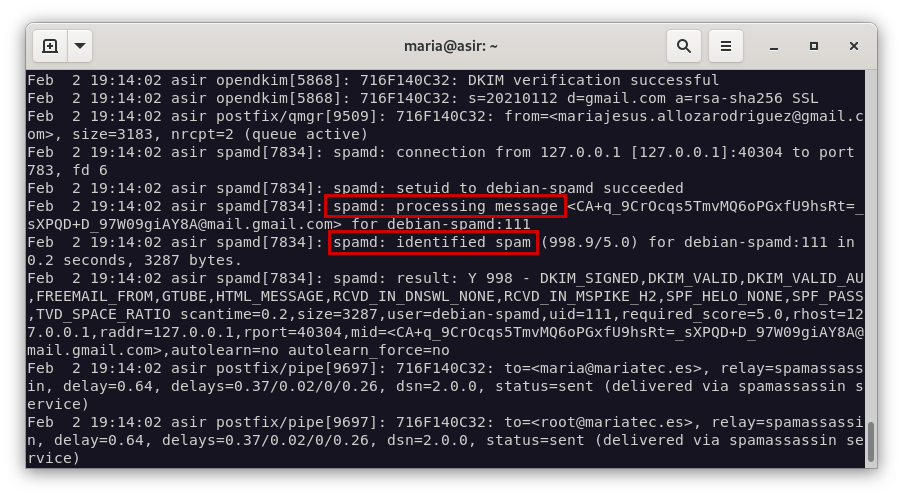 maria@asir: ~
Feb  2 19:14:02 asir opendkim[5868]: 716F140C32: DKIM verification successful
Feb  2 19:14:02 asir opendkim[5868]: 716F140C32: s=20210112 d=gmail.com a=rsa-sha256 SSL
Feb  2 19:14:02 asir postfix/qmgr[9509]: 716F140C32: from=<mariajesus.allozarodriguez@gmail.c
om>, size=3183, nrcpt=2 (queue active)
Feb  2 19:14:02 asir spamd[7834]: spamd: connection from 127.0.0.1 [127.0.0.1]:40304 to port
783, fd 6
Feb  2 19:14:02 asir spamd[7834]: spamd: setuid to debian-spamd succeeded
Feb  2 19:14:02 asir spamd[7834]: spamd: processing message <CA+q_9CrOcqs5TmvMQ6oPGxfU9hsRt=_
sXPQD+D_97W09giAY8A@mail.gmail.com> for debian-spamd:111
Feb  2 19:14:02 asir spamd[7834]: spamd: identified spam (998.9/5.0) for debian-spamd:111 in
0.2 seconds, 3287 bytes.
Feb  2 19:14:02 asir spamd[7834]: spamd: result: Y 998 - DKIM_SIGNED,DKIM_VALID,DKIM_VALID_AU
,FREEMAIL_FROM,GTUBE,HTML_MESSAGE,RCVD_IN_DNSWL_NONE,RCVD_IN_MSPIKE_H2,SPF_HELO_NONE,SPF_PASS
,TVD_SPACE_RATIO scantime=0.2,size=3287,user=debian-spamd,uid=111,required_score=5.0,rhost=12
7.0.0.1,raddr=127.0.0.1,rport=40304,mid=<CA+q_9CrOcqs5TmvMQ6oPGxfU9hsRt=_sXPQD+D_97W09giAY8A@
mail.gmail.com>,autolearn=no autolearn_force=no
Feb  2 19:14:02 asir postfix/pipe[9697]: 716F140C32: to=<maria@mariatec.es>, relay=spamassass
in, delay=0.64, delays=0.37/0.02/0/0.26, dsn=2.0.0, status=sent (delivered via spamassassin s
ervice)
Feb  2 19:14:02 asir postfix/pipe[9697]: 716F140C32: to=<root@mariatec.es>, relay=spamassassi
n, delay=0.64, delays=0.37/0.02/0/0.26, dsn=2.0.0, status=sent (delivered via spamassassin se
rvice)